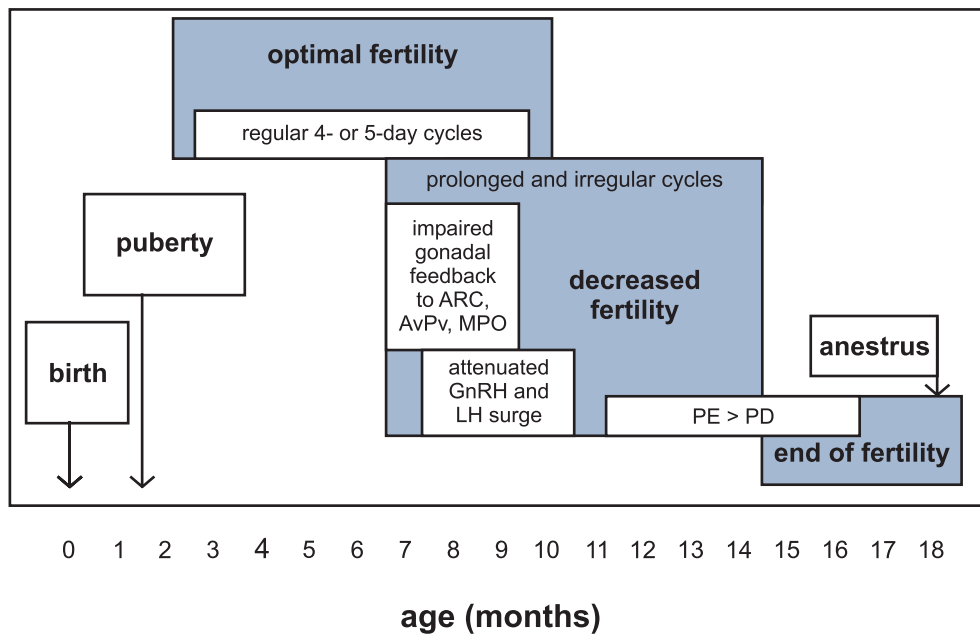 optimal fertility
regular 4- or 5-day cycles
prolonged and irregular cycles
puberty
impaired
gonadal
feedback
to ARC,
AvPv, MPO
decreased
fertility
birth
attenuated
GnRH and
LH surge
anestrus
PE > PD
end of fertility
0 1 2 3 4 5 6 7 8 9 10 11 12 13 14 15 16 17 18
age (months)